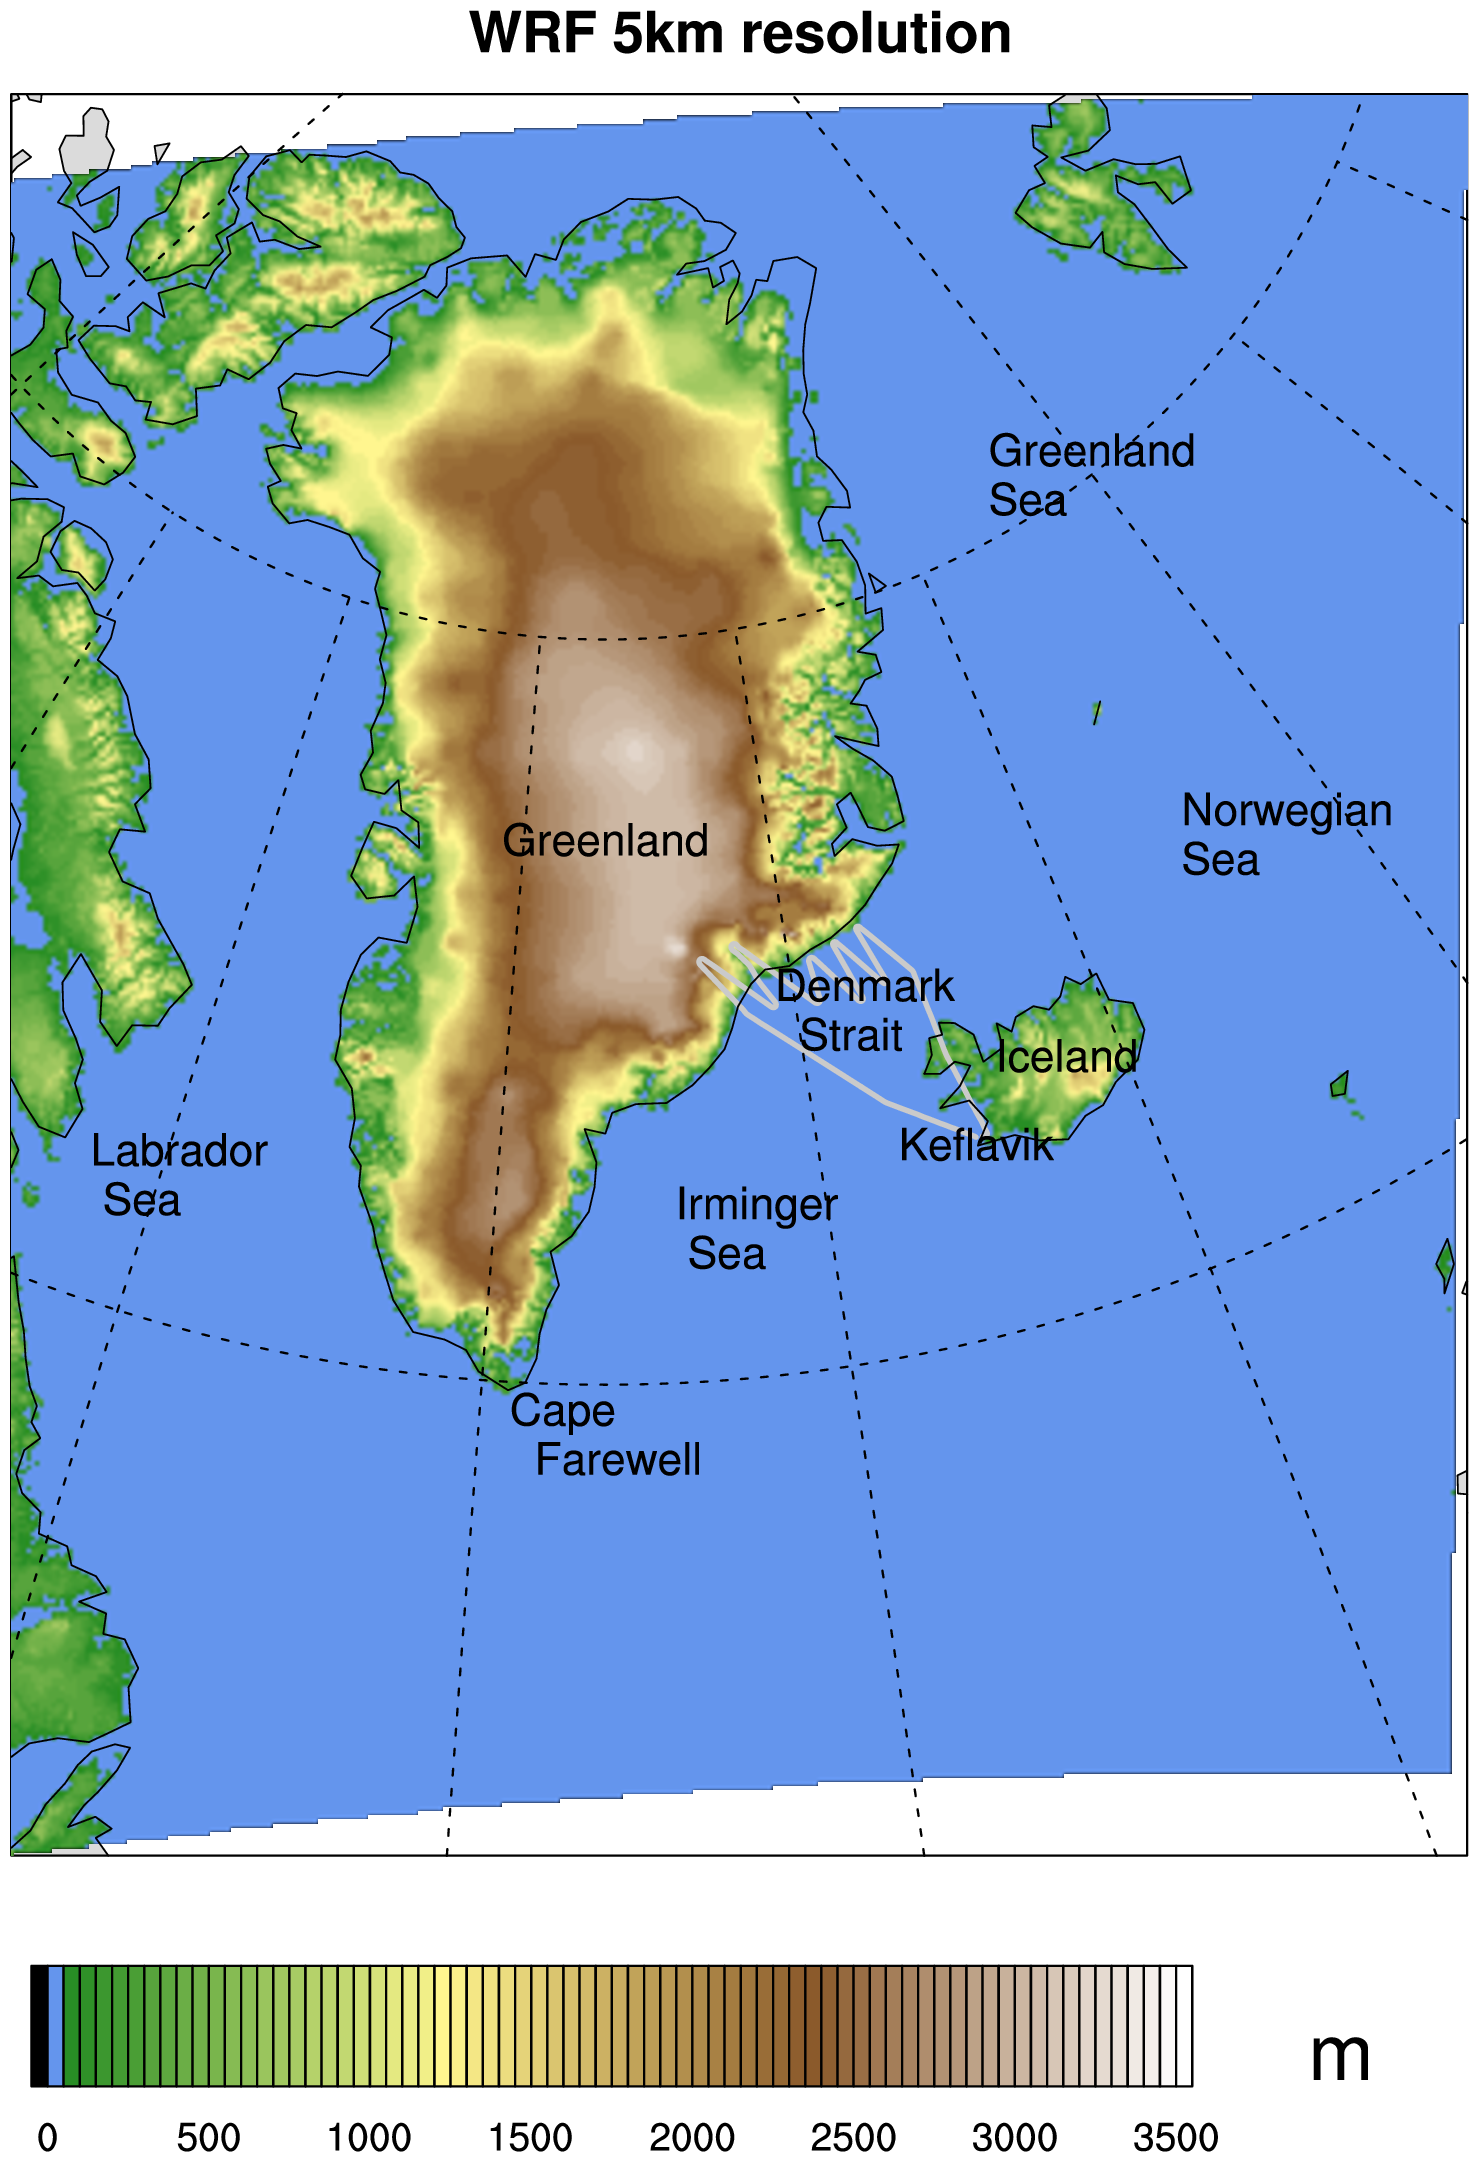 WRF 5km resolution
Greenland
Sea
Norwegian
Sea
Greenland
Denmark
Strait
Iceland
Keflavik
Labrador
Sea
Irminger
Sea
Cape
Farewell
m
0 500 1000 1500 2000 2500 3000 3500